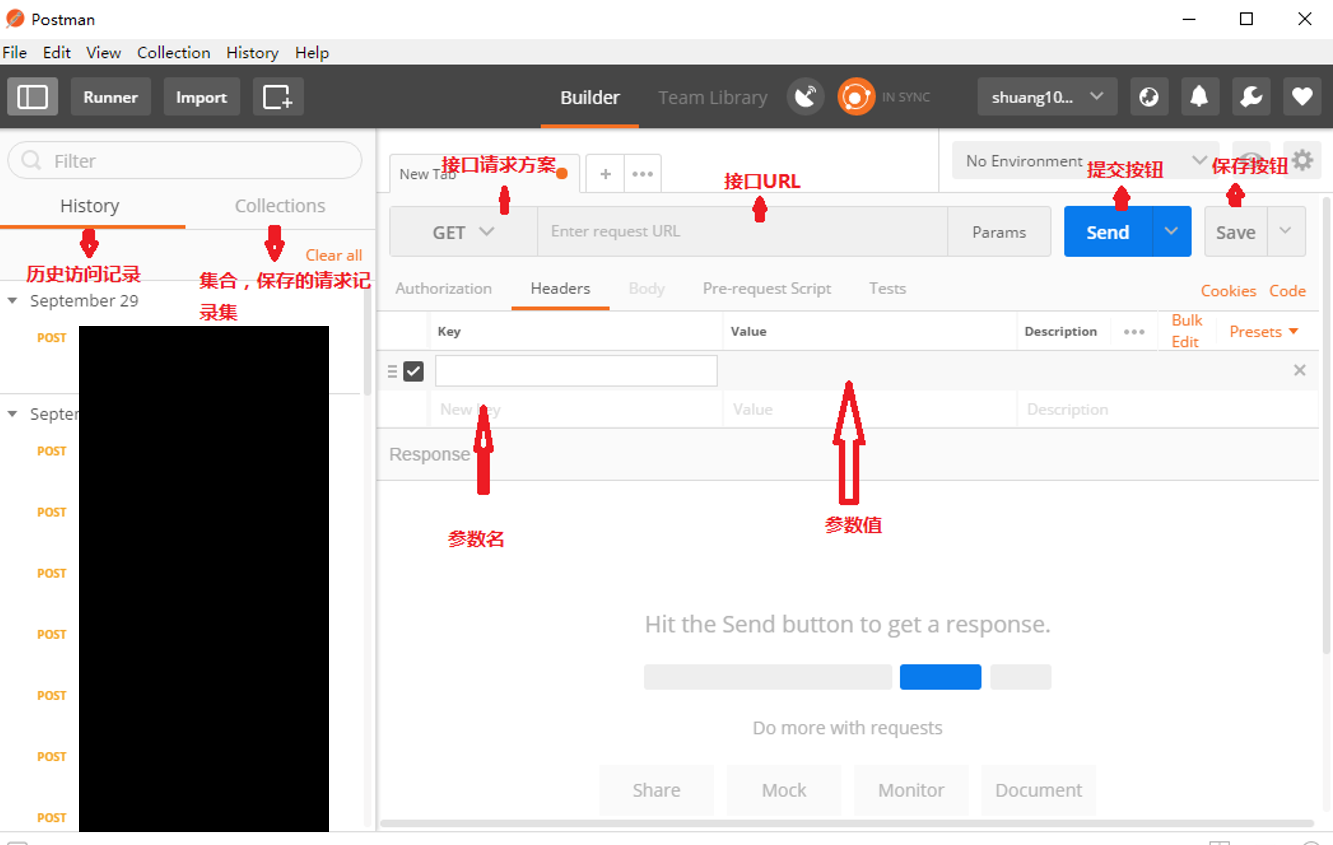 Postman
File Edit View Collection History Help
Runner Import Builder Team Library IN SYNC shuang10...
Filter
History Collections
Clear all
历史访问记录
集合，保存的请求记
录集
September 29
POST
Septem
POST
POST
POST
POST
POST
POST
POST
New Tab
接口请求方案
+ •••
接口URL
No Environment
提交按钮
保存按钮
GET Enter request URL Params Send Save
Authorization Headers Body Pre-request Script Tests Cookies Code
Key Value Description ••• Bulk Edit Presets
New key Value Description
Response
参数名
参数值
Hit the Send button to get a response.
Do more with requests
Share Mock Monitor Document